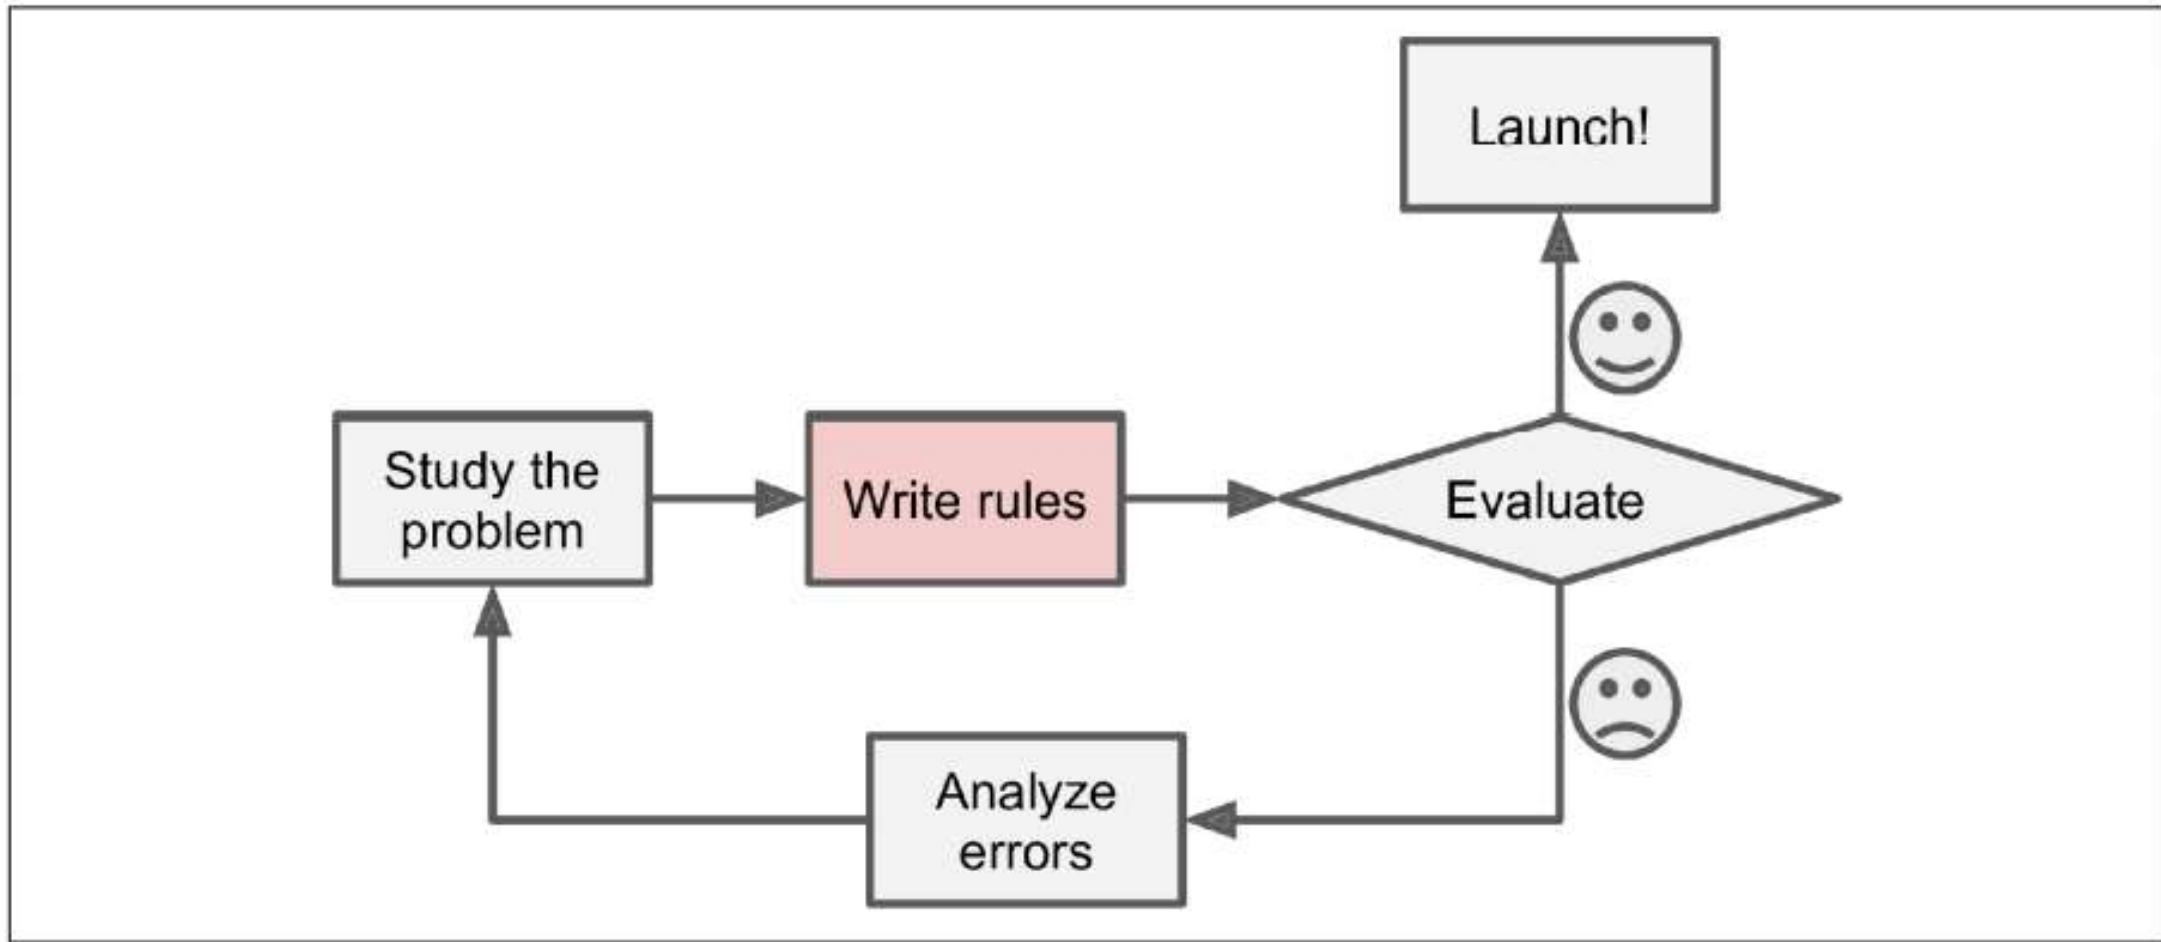 Launch!
Study the
problem
Write rules
Evaluate
Analyze
errors